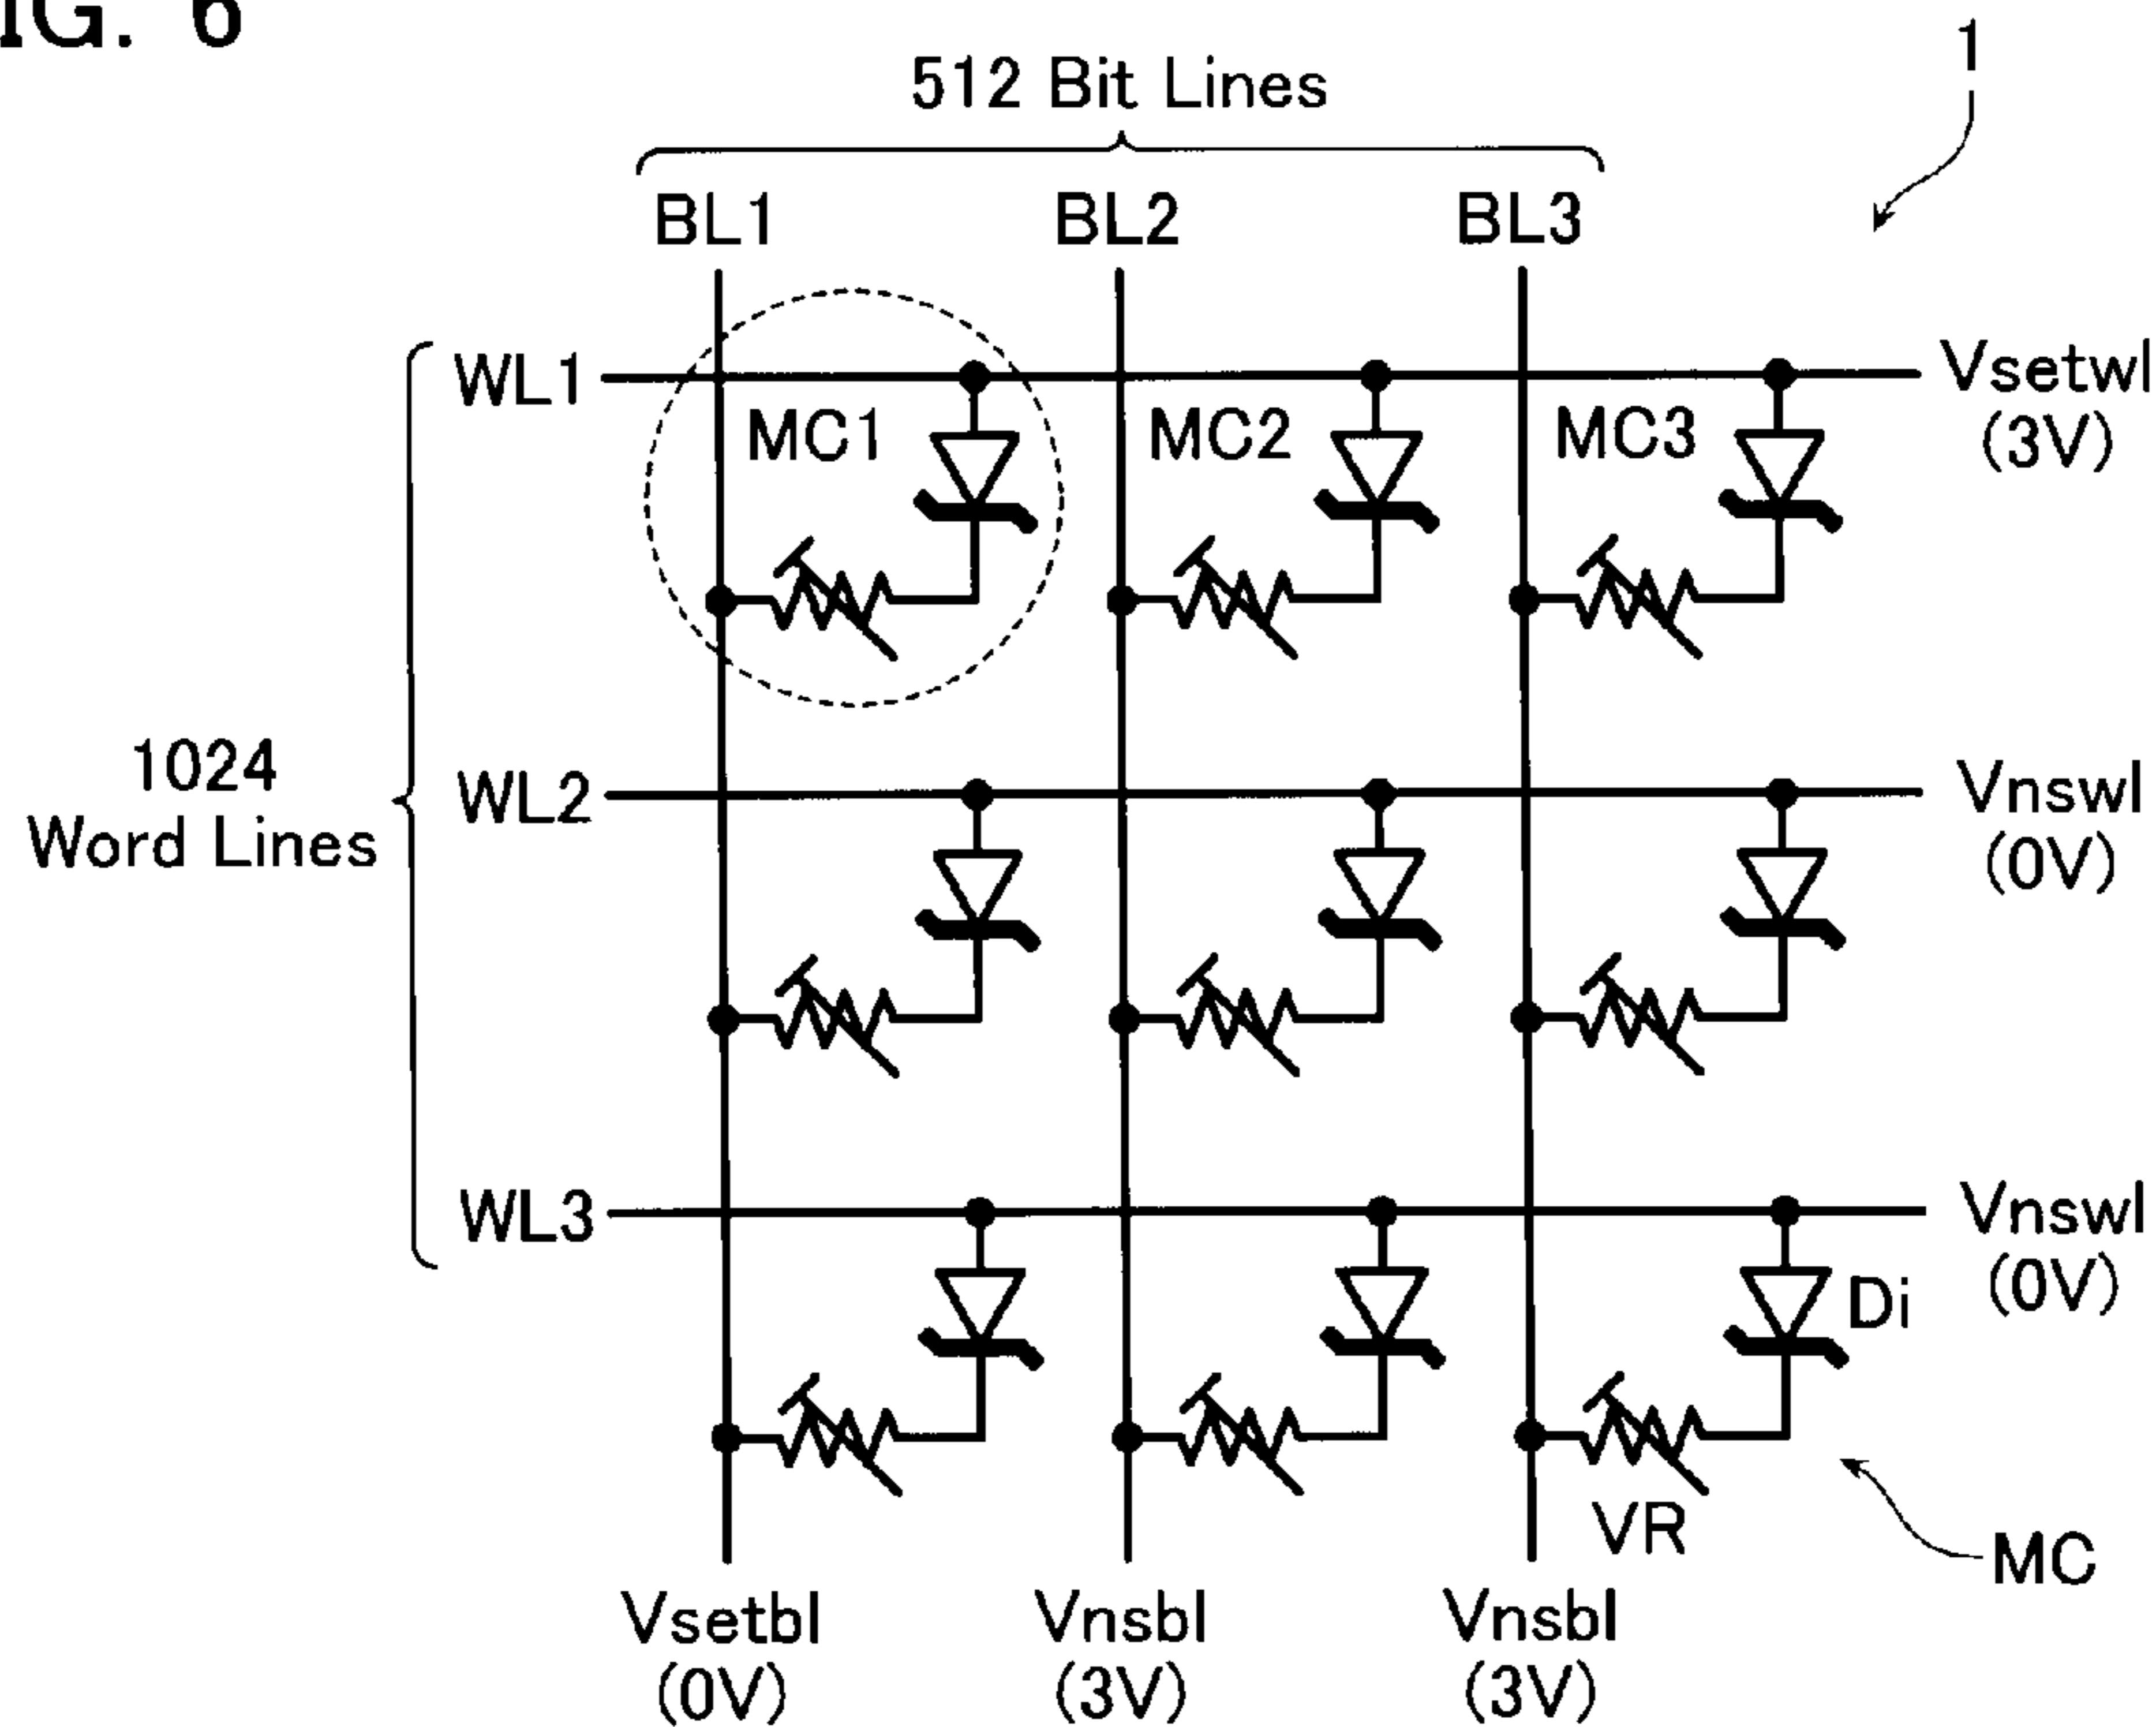 IG. 6
1
512 Bit Lines
BL1 BL2 BL3
WL1 MC1 MC2 MC3 Vsetwl
(3V)
1024
Word Lines
WL2 Vnswl
(0V)
WL3 Vnswl
(0V)
Di
VR
MC
Vsetbl Vnsbl Vnsbl
(0V) (3V) (3V)